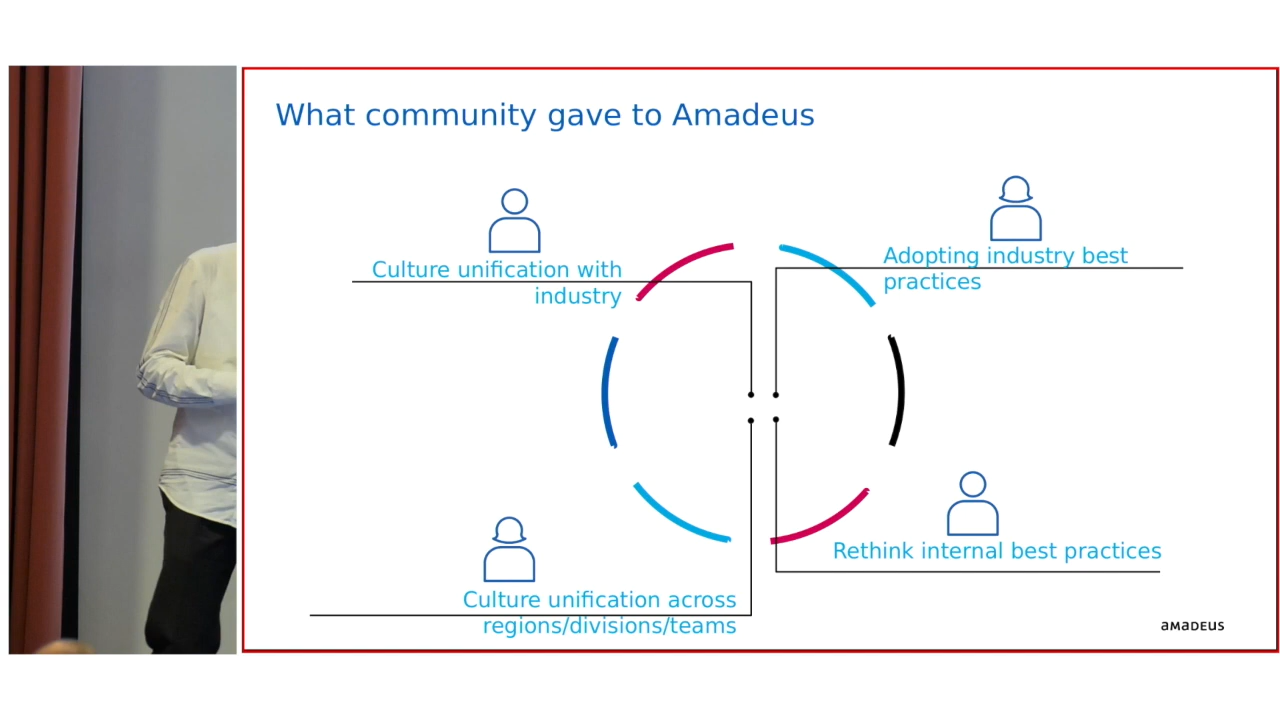 What community gave to Amadeus
Culture unification with
industry
Adopting industry best
practices
Rethink internal best practices
Culture unification across
regions/divisions/teams
amadeus